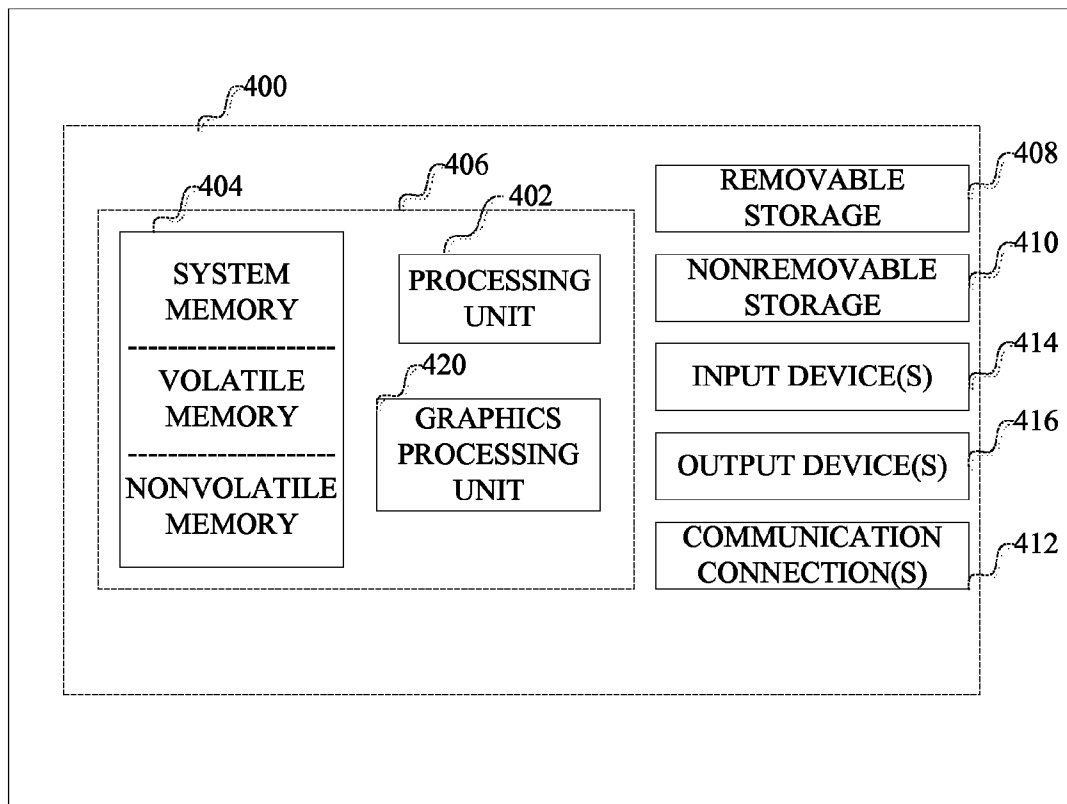 400
404
406
402
408
REMOVABLE
STORAGE
SYSTEM
MEMORY
PROCESSING
UNIT
410
NONREMOVABLE
STORAGE
VOLATILE
MEMORY
420
GRAPHICS
PROCESSING
UNIT
414
INPUT DEVICE(S)
416
OUTPUT DEVICE(S)
NONVOLATILE
MEMORY
412
COMMUNICATION
CONNECTION(S)